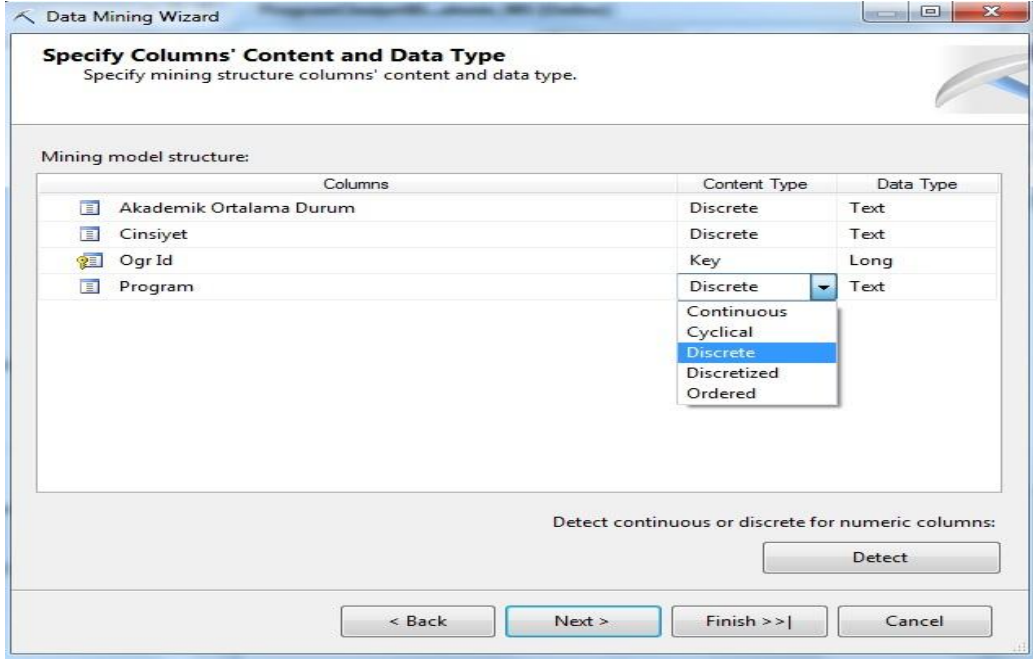 Data Mining Wizard
Specify Columns' Content and Data Type
Specify mining structure columns' content and data type.
Mining model structure:
Columns Content Type Data Type
Akademik Ortalama Durum Discrete Text
Cinsiyet Discrete Text
Ogr Id Key Long
Program Discrete Text
Continuous
Cyclical
Discrete
Discretized
Ordered
Detect continuous or discrete for numeric columns:
Detect
< Back Next > Finish >>| Cancel